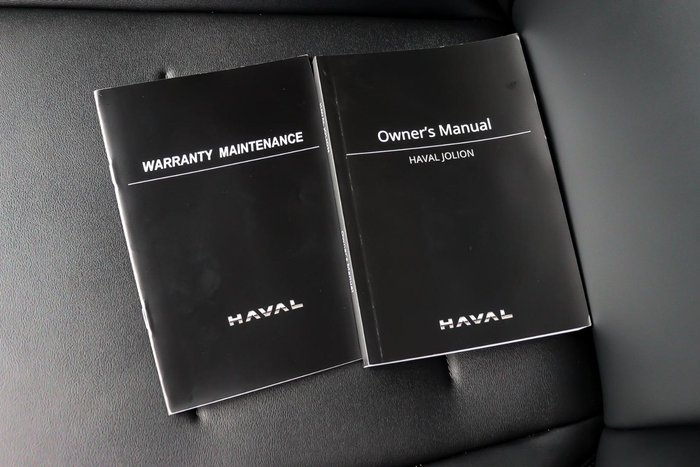 WARRANTY MAINTENANCE
HAVAL
Owner's Manual
HAVAL JOLION
HAVAL